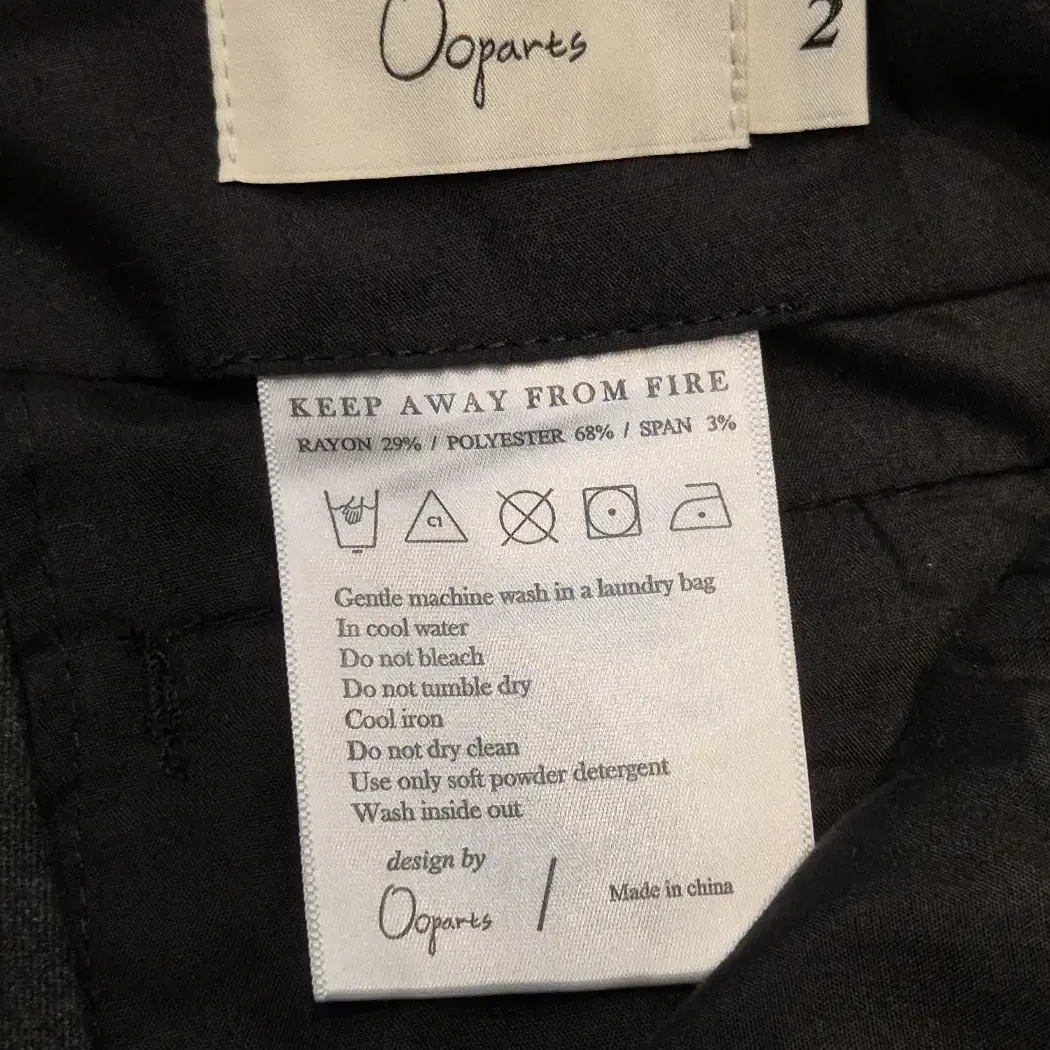 Ooparts
2
KEEP AWAY FROM FIRE
RAYON 29% / POLYESTER 68% / SPAN 3%
C1
Gentle machine wash in a laundry bag
In cool water
Do not bleach
Do not tumble dry
Cool iron
Do not dry clean
Use only soft powder detergent
Wash inside out
design by
Ooparts / Made in china